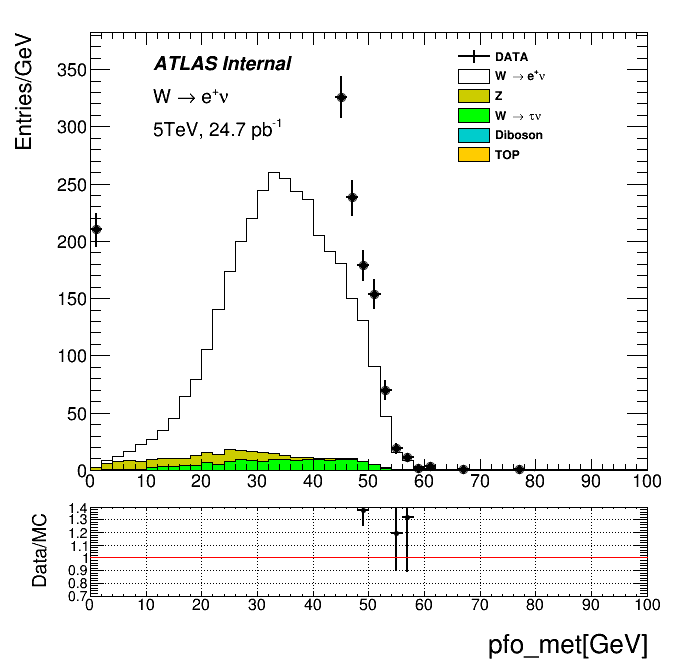 Entries/GeV
350
300
250
200
150
100
50
0
ATLAS Internal
W → e⁺ν
5TeV, 24.7 pb⁻¹
DATA
W → e⁺ν
Z
W → τν
Diboson
TOP
0 10 20 30 40 50 60 70 80 90 100
Data/MC
1.4
1.3
1.2
1.1
1
0.9
0.8
0.7
0 10 20 30 40 50 60 70 80 90 100
pfo_met[GeV]